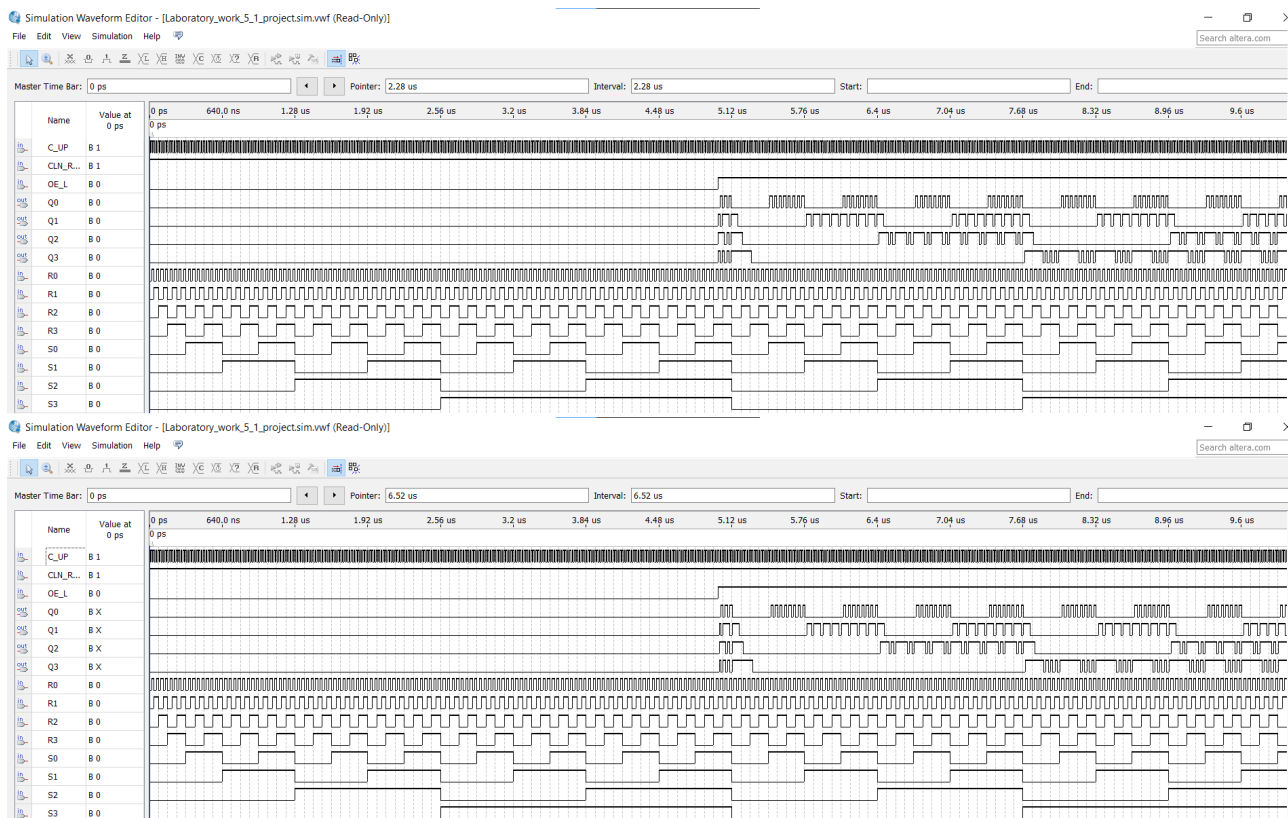 Simulation Waveform Editor - [Laboratory_work_5_1_project.sim.vwf (Read-Only)]
File Edit View Simulation Help
Search altera.com
Master Time Bar: 0 ps Pointer: 2.28 us Interval: 2.28 us Start: End:
Name Value at 0 ps
0 ps 640.0 ns 1.28 us 1.92 us 2.56 us 3.2 us 3.84 us 4.48 us 5.12 us 5.76 us 6.4 us 7.04 us 7.68 us 8.32 us 8.96 us 9.6 us
0 ps
C_UP B 1
CLN_R... B 1
OE_L B 0
Q0 B 0
Q1 B 0
Q2 B 0
Q3 B 0
R0 B 0
R1 B 0
R2 B 0
R3 B 0
S0 B 0
S1 B 0
S2 B 0
S3 B 0
Simulation Waveform Editor - [Laboratory_work_5_1_project.sim.vwf (Read-Only)]
File Edit View Simulation Help
Search altera.com
Master Time Bar: 0 ps Pointer: 6.52 us Interval: 6.52 us Start: End:
Name Value at 0 ps
0 ps 640.0 ns 1.28 us 1.92 us 2.56 us 3.2 us 3.84 us 4.48 us 5.12 us 5.76 us 6.4 us 7.04 us 7.68 us 8.32 us 8.96 us 9.6 us
0 ps
C_UP B 1
CLN_R... B 1
OE_L B 0
Q0 B X
Q1 B X
Q2 B X
Q3 B X
R0 B 0
R1 B 0
R2 B 0
R3 B 0
S0 B 0
S1 B 0
S2 B 0
S3 B 0